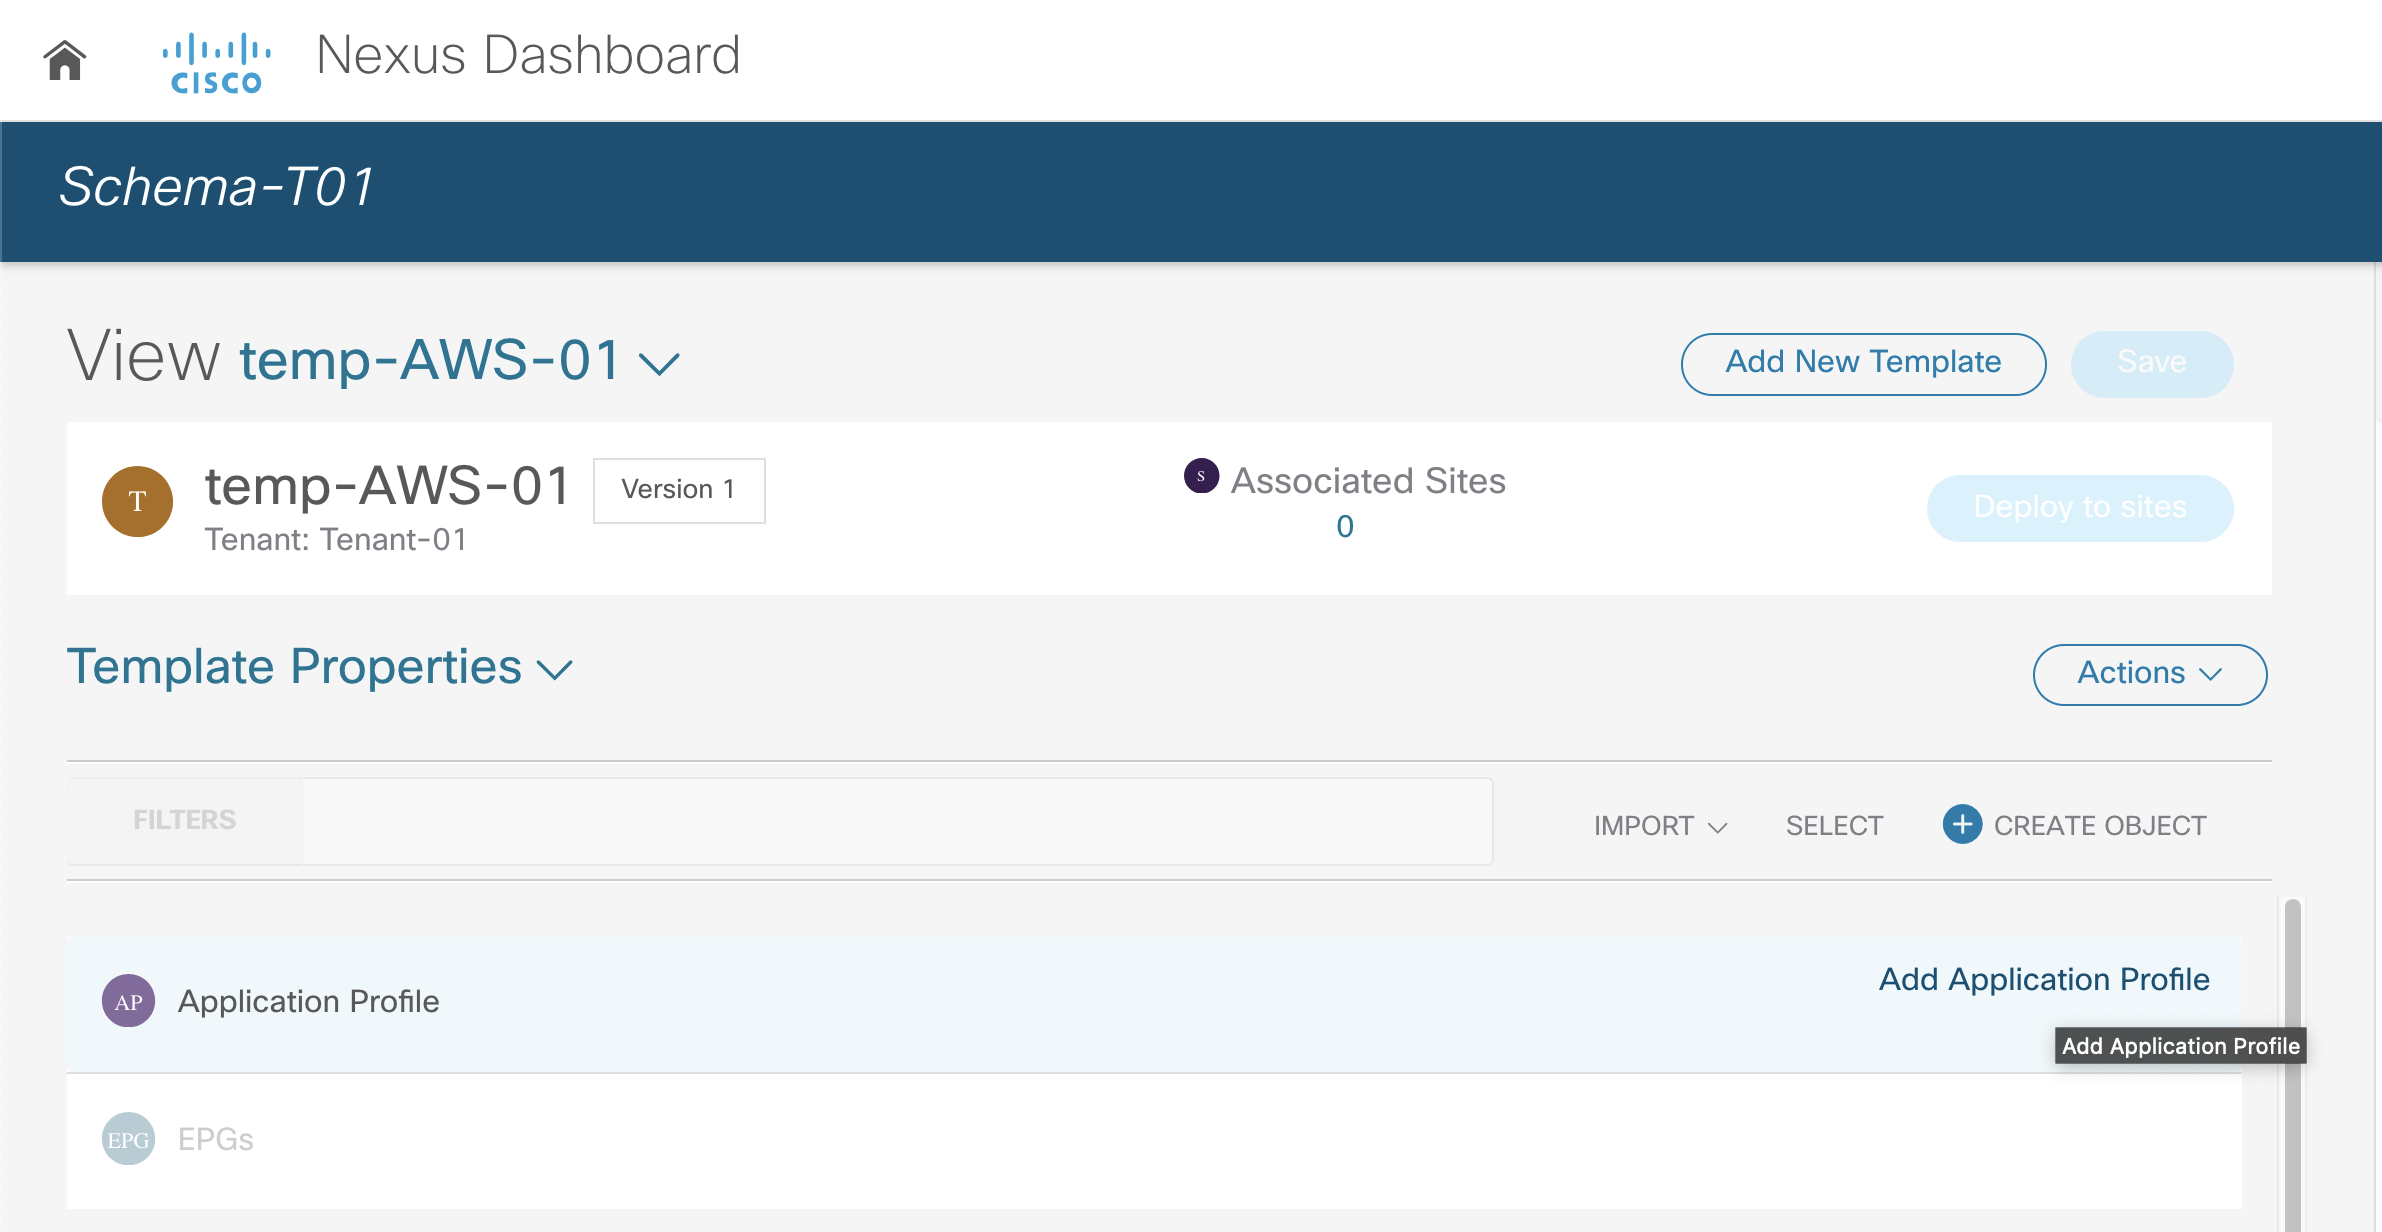 cisco Nexus Dashboard
Schema-T01
View temp-AWS-01
Add New Template
Save
T
temp-AWS-01
Version 1
Tenant: Tenant-01
S
Associated Sites
0
Deploy to sites
Template Properties
Actions
FILTERS
IMPORT
SELECT
CREATE OBJECT
AP
Application Profile
Add Application Profile
Add Application Profile
EPG
EPGs